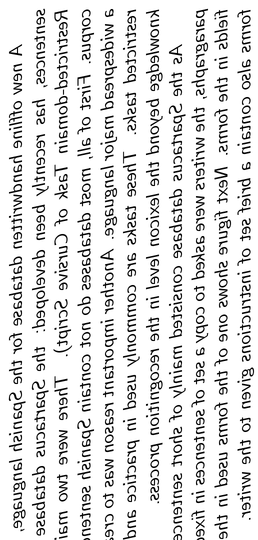 A new offline handwritten database for the Spanish language,
sentences, has recently been developed: the Spartacus database
Restricted-domain Task of Cursive Script). There were two mai
corpus. First of all, most databases do not contain Spanish senten
a widespread major language. Another important reason was to crea
restricted tasks. These tasks are commonly used in practice and
knowledge beyond the lexicon level in the recognition process.
As the Spartacus database consisted mainly of short sentence
paragraphs, the writers were asked to copy a set of sentences in fixe
fields in the forms. Next figure shows one of the forms used in the
forms also contain a brief set of instructions given to the writer.